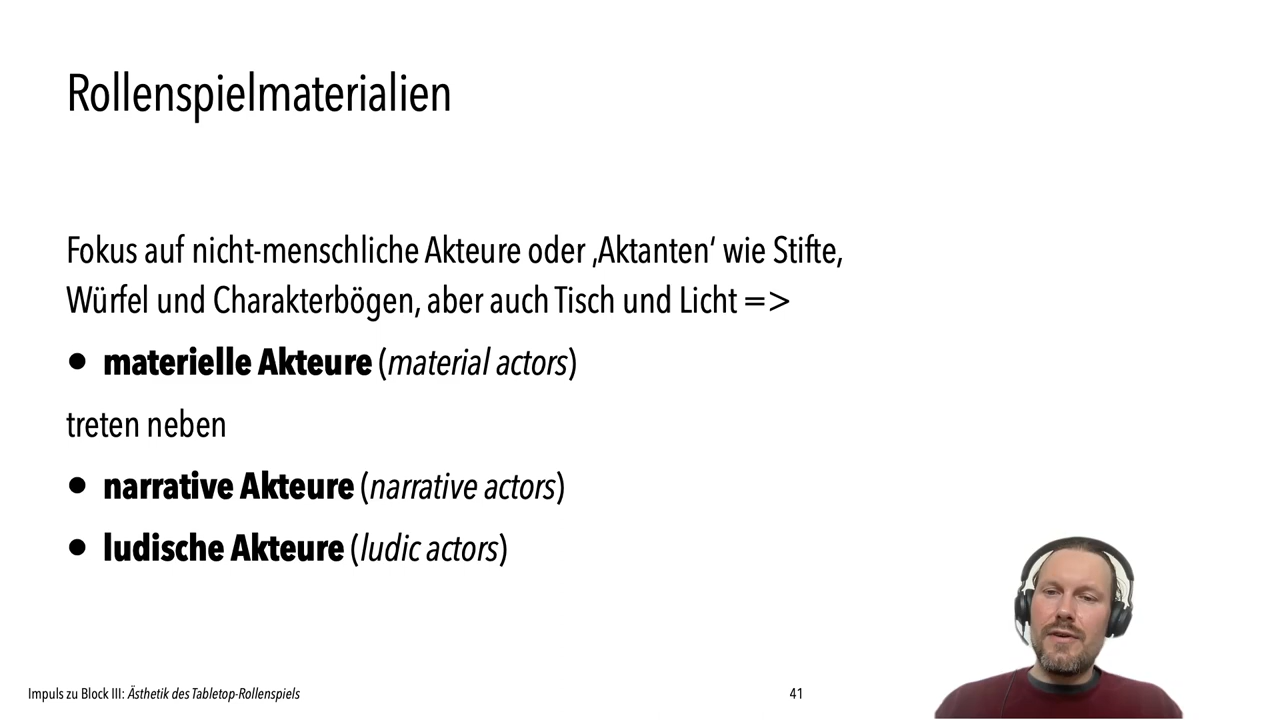 Rollenspielmaterialien
Fokus auf nicht-menschliche Akteure oder ‚Aktanten‘ wie Stifte,
Würfel und Charakterbögen, aber auch Tisch und Licht =>
• materielle Akteure (material actors)
treten neben
• narrative Akteure (narrative actors)
• ludische Akteure (ludic actors)
Impuls zu Block III: Ästhetik des Tabletop-Rollenspiels
41